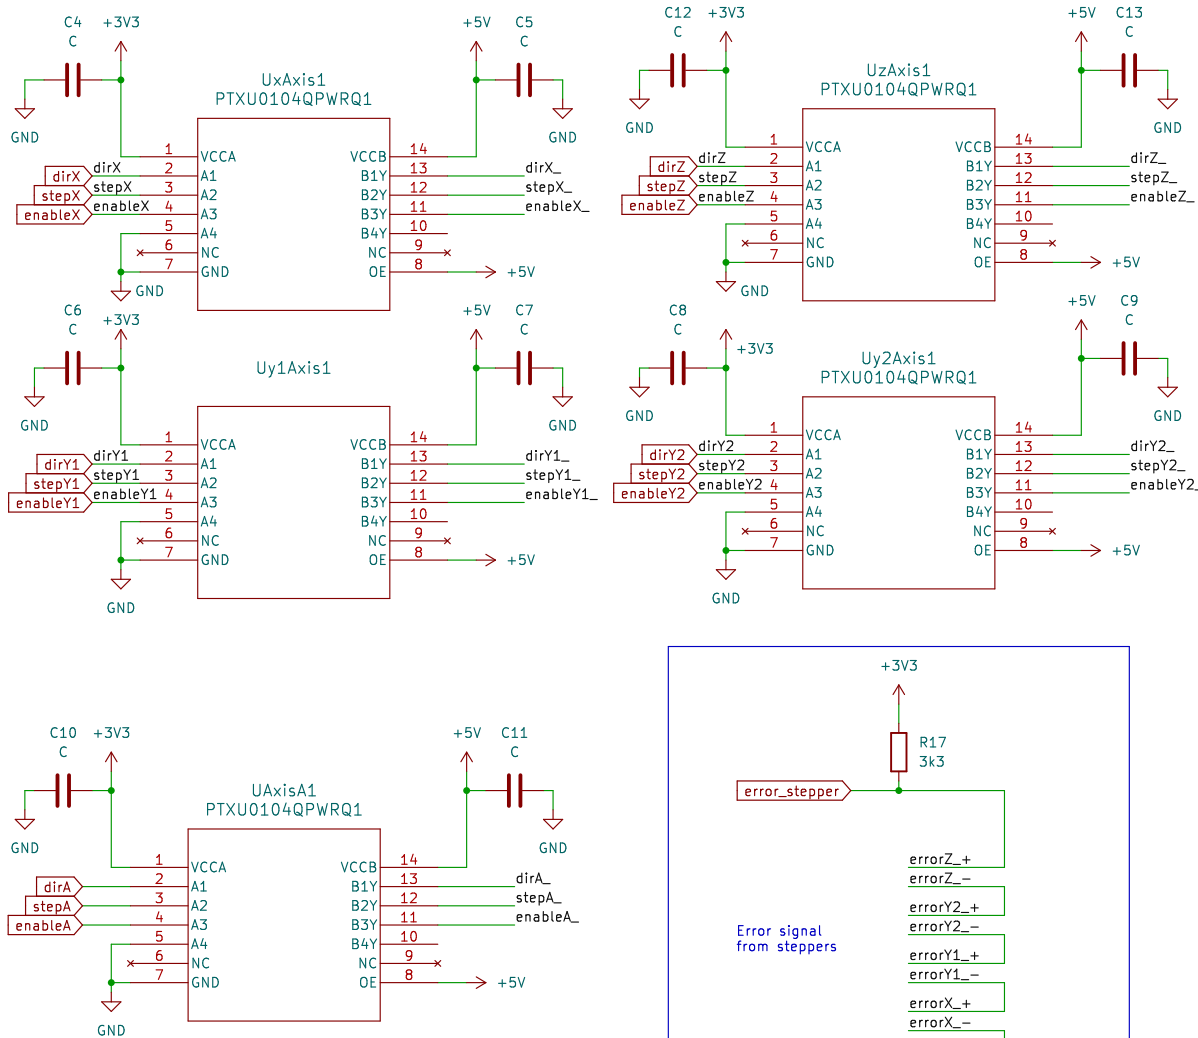 C4 +3V3
C
+5V C5
C
UxAxis1
PTXU0104QPWRQ1
GND
GND
1 VCCA VCCB 14
dirX dirX 2 A1 B1Y 13 dirX_
stepX stepX 3 A2 B2Y 12 stepX_
enableX enableX 4 A3 B3Y 11 enableX_
5 A4 B4Y 10
6 NC NC 9
7 GND OE 8 +5V
GND
C12 +3V3
C
+5V C13
C
UzAxis1
PTXU0104QPWRQ1
GND
GND
1 VCCA VCCB 14
dirZ dirZ 2 A1 B1Y 13 dirZ_
stepZ stepZ 3 A2 B2Y 12 stepZ_
enableZ enableZ 4 A3 B3Y 11 enableZ_
5 A4 B4Y 10
6 NC NC 9
7 GND OE 8 +5V
GND
C6 +3V3
C
+5V C7
C
Uy1Axis1
GND
GND
1 VCCA VCCB 14
dirY1 dirY1 2 A1 B1Y 13 dirY1_
stepY1 stepY1 3 A2 B2Y 12 stepY1_
enableY1 enableY1 4 A3 B3Y 11 enableY1_
5 A4 B4Y 10
6 NC NC 9
7 GND OE 8 +5V
GND
C8
C
+3V3
+5V C9
C
Uy2Axis1
PTXU0104QPWRQ1
GND
GND
1 VCCA VCCB 14
dirY2 dirY2 2 A1 B1Y 13 dirY2_
stepY2 stepY2 3 A2 B2Y 12 stepY2_
enableY2 enableY2 4 A3 B3Y 11 enableY2_
5 A4 B4Y 10
6 NC NC 9
7 GND OE 8 +5V
GND
C10 +3V3
C
+5V C11
C
UAxisA1
PTXU0104QPWRQ1
GND
GND
1 VCCA VCCB 14
dirA 2 A1 B1Y 13 dirA_
stepA 3 A2 B2Y 12 stepA_
enableA 4 A3 B3Y 11 enableA_
5 A4 B4Y 10
6 NC NC 9
7 GND OE 8 +5V
GND
+3V3
R17
3k3
error_stepper
errorZ_+
errorZ_-
errorY2_+
errorY2_-
errorY1_+
errorY1_-
errorX_+
errorX_-
Error signal
from steppers